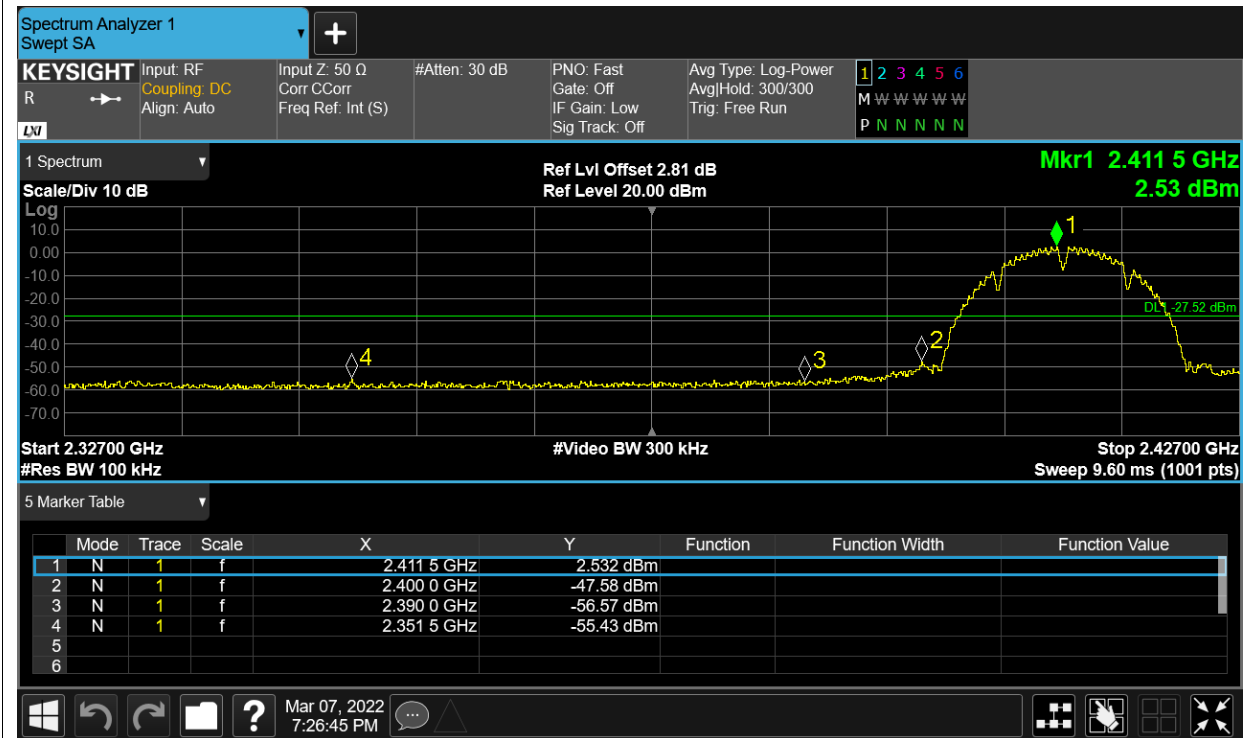 Spectrum Analyzer 1
Swept SA
+
KEYSIGHT Input: RF Input Z: 50 Ω #Atten: 30 dB PNO: Fast Avg Type: Log-Power 1 2 3 4 5 6
R Coupling: DC Corr CCorr Gate: Off Avg|Hold: 300/300 M W W W W W
Align: Auto Freq Ref: Int (S) IF Gain: Low Trig: Free Run
LXI Sig Track: Off P N N N N N
1 Spectrum Ref Lvl Offset 2.81 dB Mkr1 2.411 5 GHz
Scale/Div 10 dB Ref Level 20.00 dBm 2.53 dBm
Log
10.0
1
0.00
-10.0
-20.0
DL1 -27.52 dBm
-30.0
-40.0
2
-50.0
4
3
-60.0
-70.0
Start 2.32700 GHz #Video BW 300 kHz Stop 2.42700 GHz
#Res BW 100 kHz Sweep 9.60 ms (1001 pts)
5 Marker Table
Mode Trace Scale X Y Function Function Width Function Value
1 N 1 f 2.411 5 GHz 2.532 dBm
2 N 1 f 2.400 0 GHz -47.58 dBm
3 N 1 f 2.390 0 GHz -56.57 dBm
4 N 1 f 2.351 5 GHz -55.43 dBm
5
6
? Mar 07, 2022
7:26:45 PM